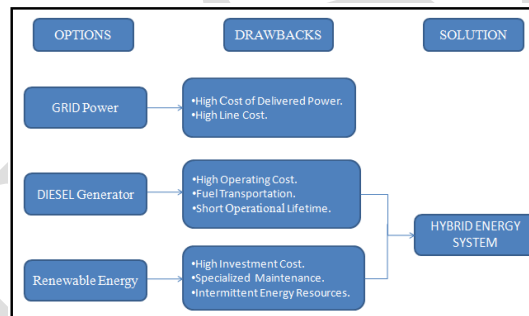 OPTIONS
DRAWBACKS
SOLUTION
GRID Power
•High Cost of Delivered Power.
•High Line Cost.
DIESEL Generator
•High Operating Cost.
•Fuel Transportation.
•Short Operational Lifetime.
HYBRID ENERGY
SYSTEM
Renewable Energy
•High Investment Cost.
•Specialized Maintenance.
•Intermittent Energy Resources.